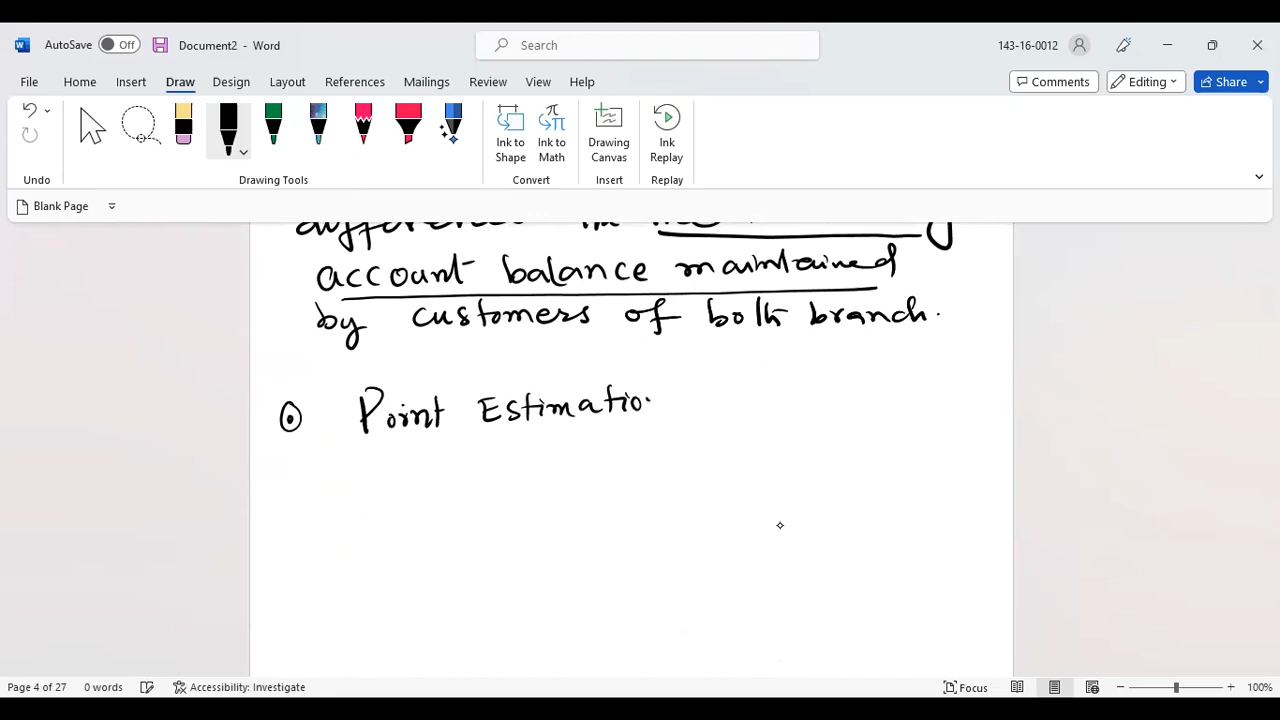 AutoSave Off Document2 - Word Search 143-16-0012
File Home Insert Draw Design Layout References Mailings Review View Help Comments Editing Share
Ink to Shape Ink to Math Drawing Canvas Ink Replay
Undo Drawing Tools Convert Insert Replay
Blank Page
account balance maintained
by customers of both branch.
Point Estimatio
Page 4 of 27 0 words Accessibility: Investigate Focus 100%